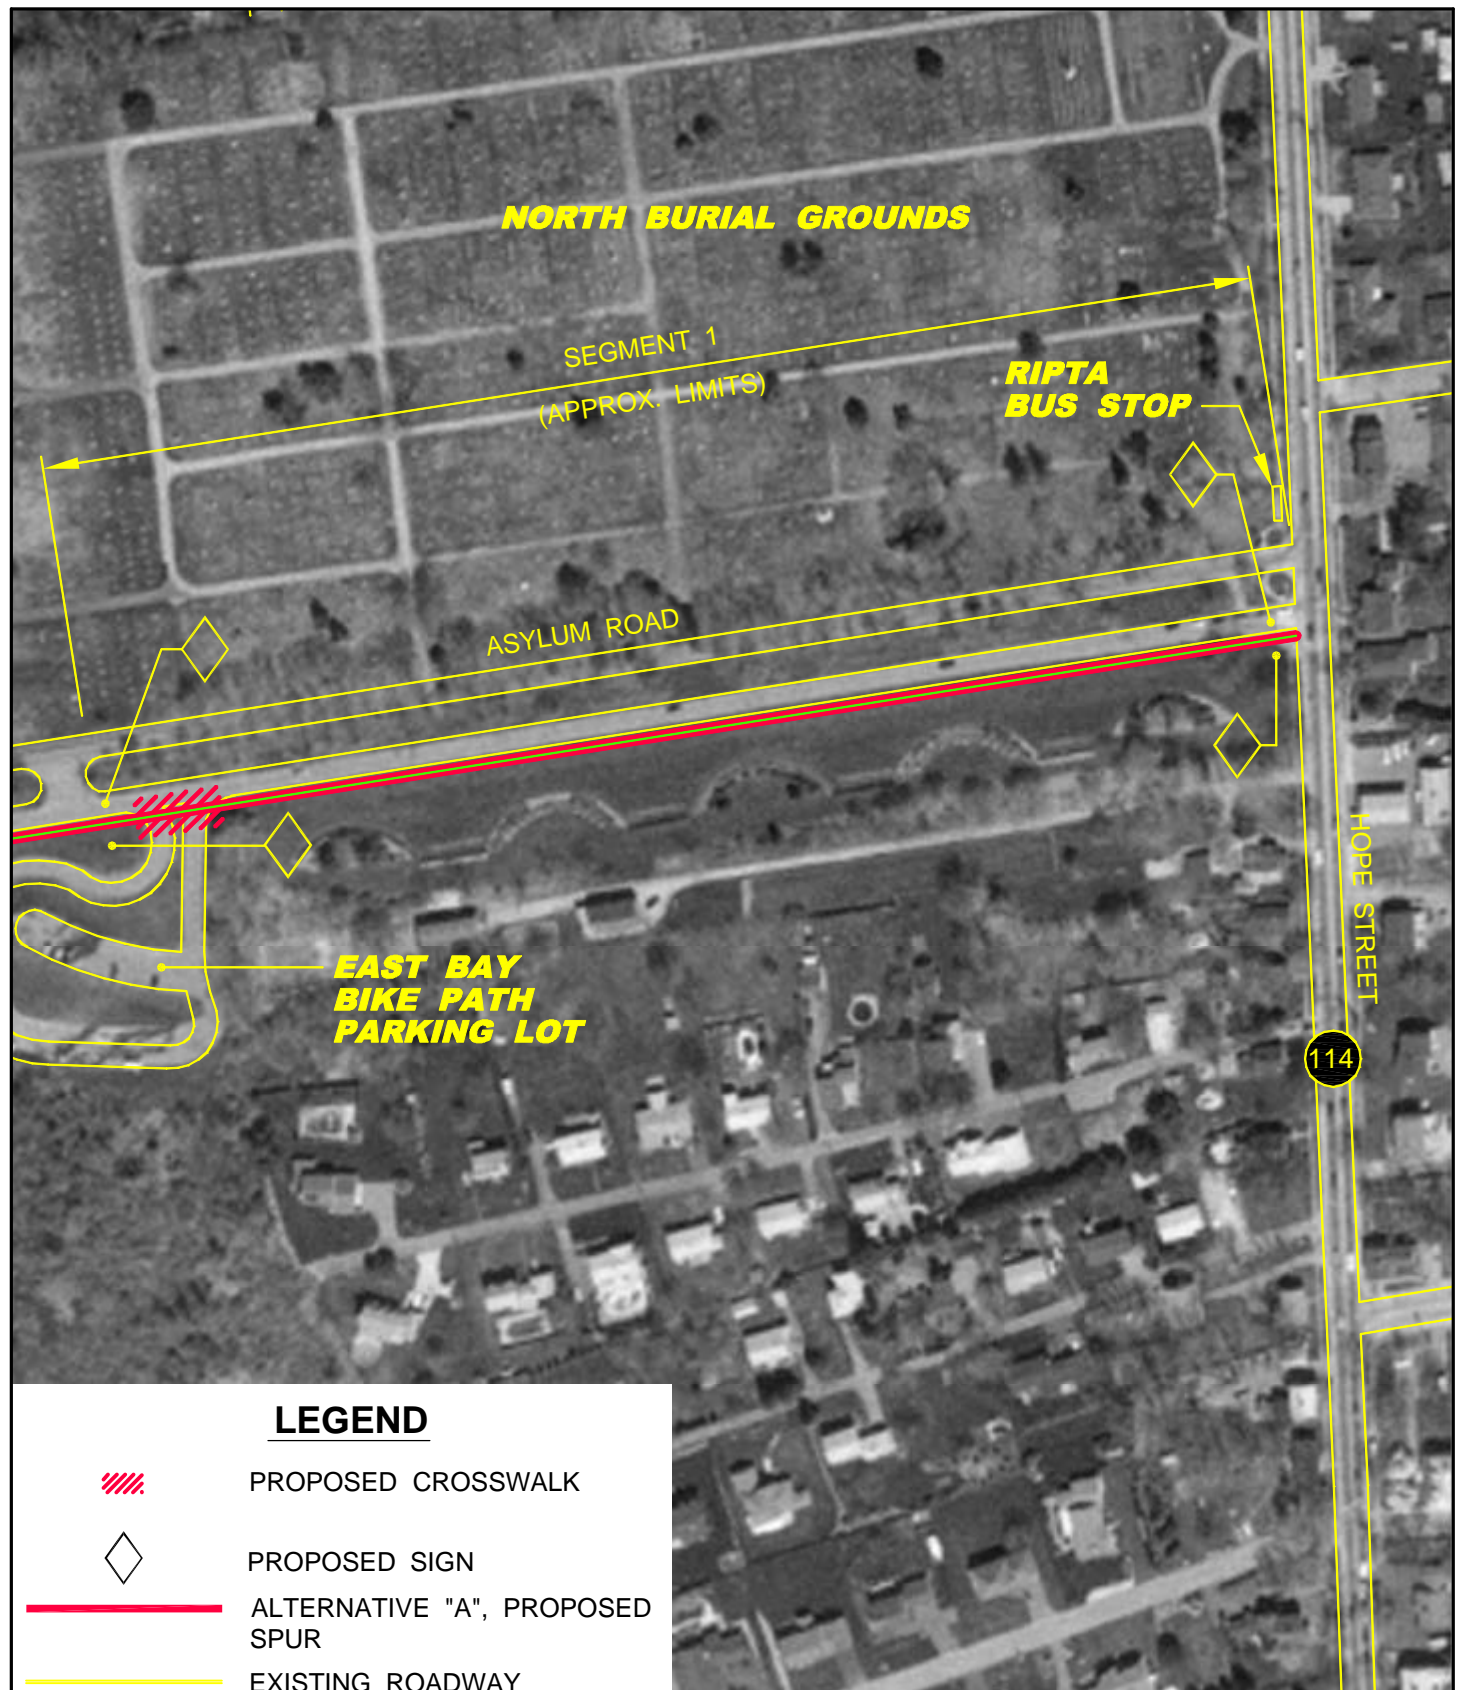 NORTH BURIAL GROUNDS
SEGMENT 1
(APPROX. LIMITS)
RIPTA
BUS STOP
ASYLUM ROAD
HOPE STREET
EAST BAY
BIKE PATH
PARKING LOT
114
LEGEND
PROPOSED CROSSWALK
PROPOSED SIGN
ALTERNATIVE "A", PROPOSED
SPUR
EXISTING ROADWAY